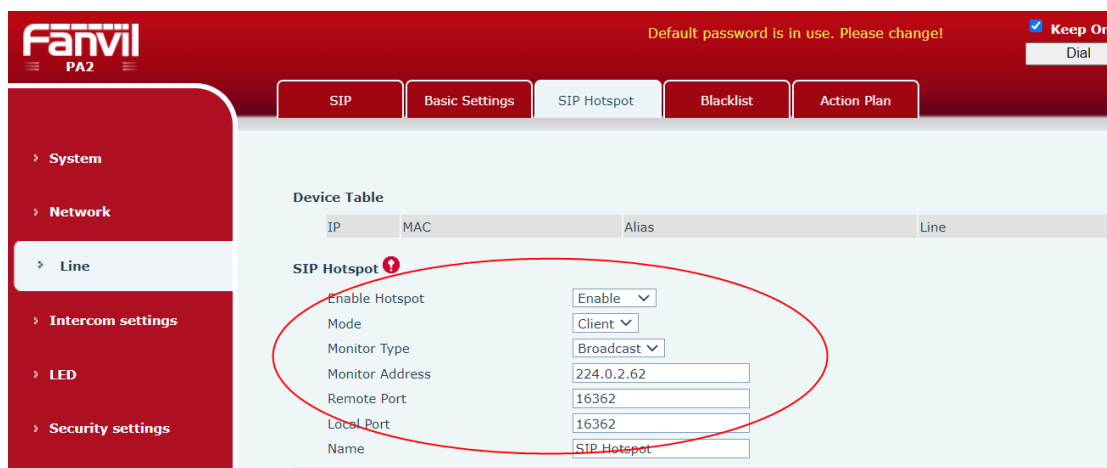 Fanvil
PA2
Default password is in use. Please change!
Keep On
Dial
SIP
Basic Settings
SIP Hotspot
Blacklist
Action Plan
System
Network
Line
Intercom settings
LED
Security settings
Device Table
IP MAC Alias Line
SIP Hotspot
Enable Hotspot Enable
Mode Client
Monitor Type Broadcast
Monitor Address 224.0.2.62
Remote Port 16362
Local Port 16362
Name SIP Hotspot